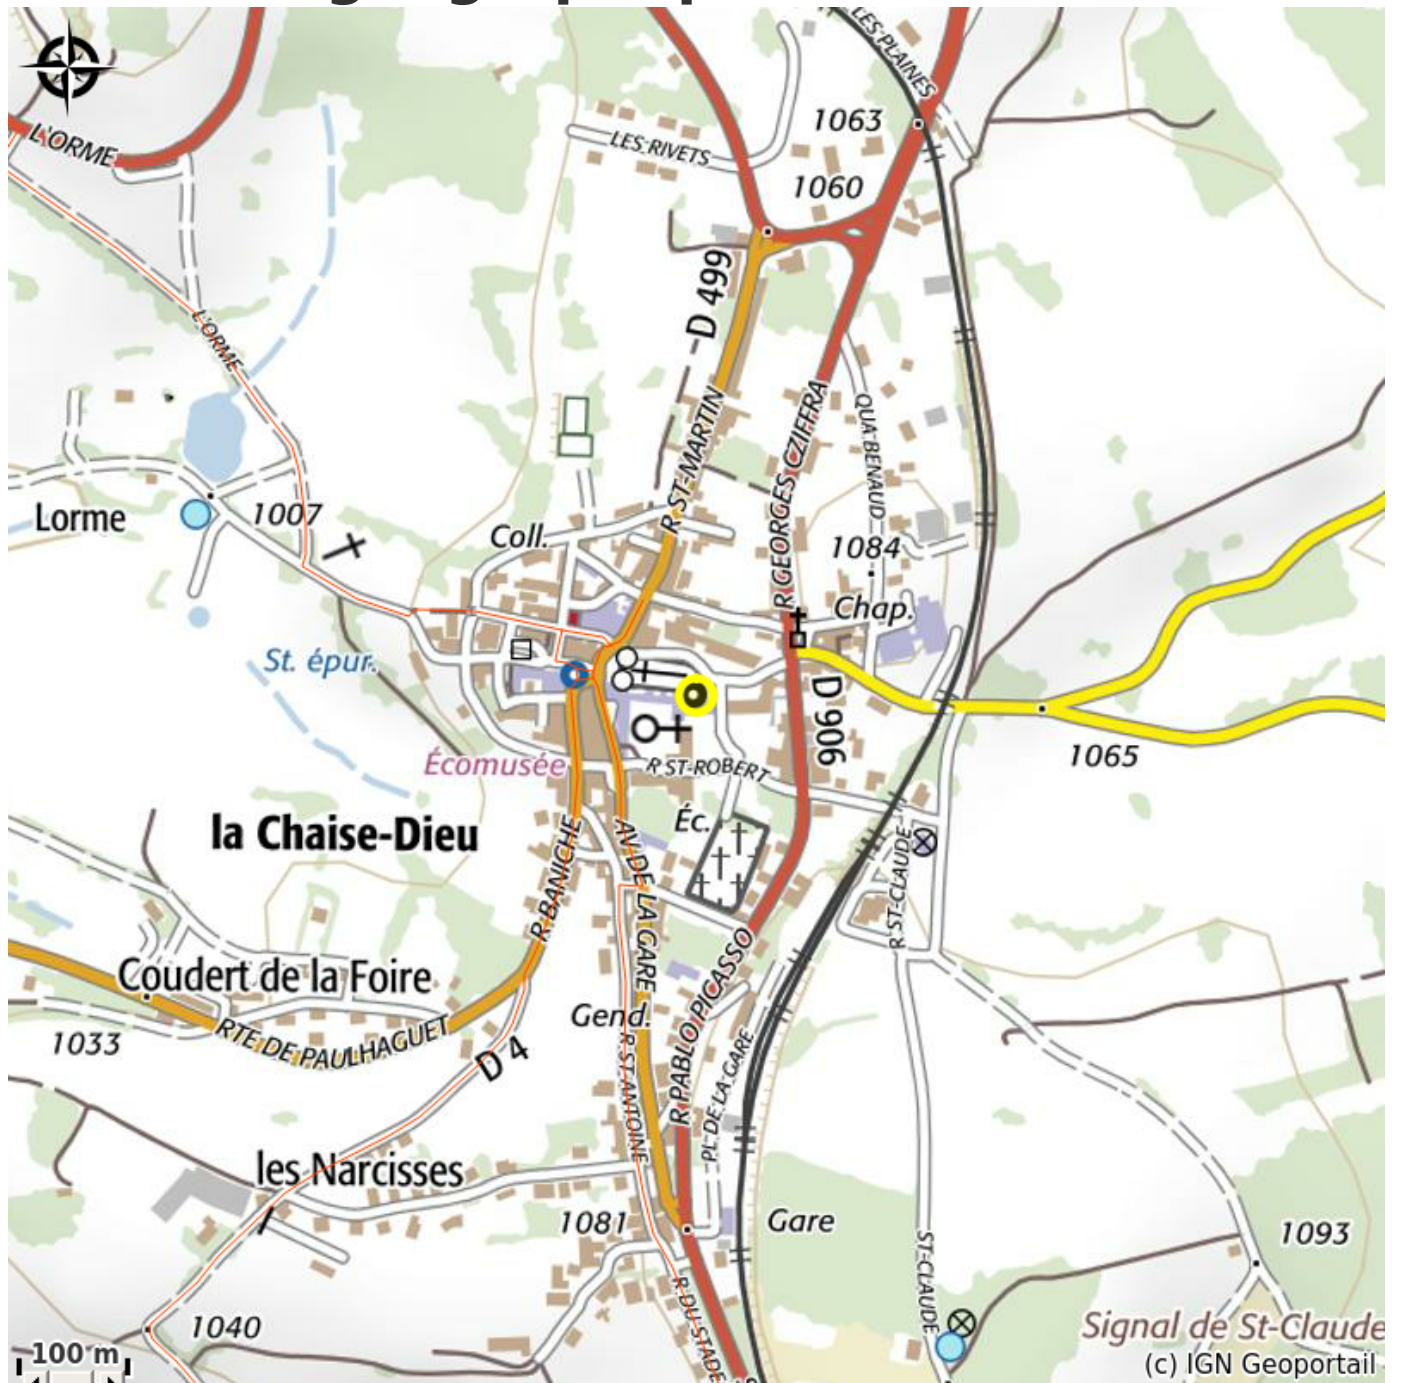 LES PLAINES
L'ORME
1063
LES RIVETS
1060
D 499
L'ORME
R ST-MARTIN
R GEORGES CZIFFRA
QUA BENAUD
Lorme
1007
Coll.
1084
Chap.
St. épur.
D 906
Écomusée
R ST-ROBERT
1065
la Chaise-Dieu
Éc.
R BANICHE
AV DE LA GARE
R ST-CLAUDE
Coudert de la Foire
R PABLO PICASSO
1033
RTE DE PAULHAGUET
Gend.
D 4
R ST ANTOINE
PL DE LA GARE
les Narcisses
1081
Gare
1093
ST-CLAUDE
R DU STADE
1040
Signal de St-Claude
100 m
(c) IGN Geoportail